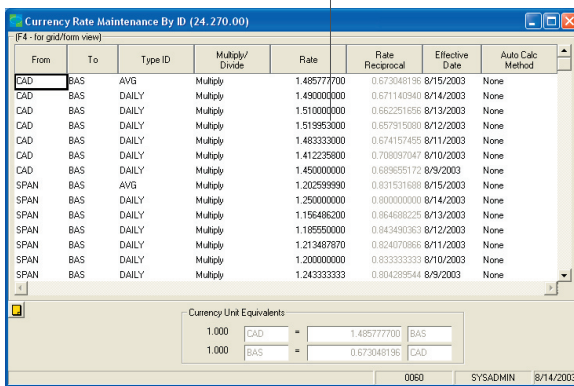 Currency Rate Maintenance By ID (24.270.00)
(F4 - for grid/form view)
From To Type ID Multiply/ Divide Rate Rate Reciprocal Effective Date Auto Calc Method
CAD BAS AVG Multiply 1.485777700 0.673048196 8/15/2003 None
CAD BAS DAILY Multiply 1.490000000 0.671140940 8/14/2003 None
CAD BAS DAILY Multiply 1.510000000 0.662251656 8/13/2003 None
CAD BAS DAILY Multiply 1.519953000 0.657915080 8/12/2003 None
CAD BAS DAILY Multiply 1.483333000 0.674157455 8/11/2003 None
CAD BAS DAILY Multiply 1.412235800 0.708097047 8/10/2003 None
CAD BAS DAILY Multiply 1.450000000 0.689655172 8/9/2003 None
SPAN BAS AVG Multiply 1.202599990 0.831531688 8/15/2003 None
SPAN BAS DAILY Multiply 1.250000000 0.800000000 8/14/2003 None
SPAN BAS DAILY Multiply 1.156486200 0.864688225 8/13/2003 None
SPAN BAS DAILY Multiply 1.185550000 0.843490363 8/12/2003 None
SPAN BAS DAILY Multiply 1.213487870 0.824070866 8/11/2003 None
SPAN BAS DAILY Multiply 1.200000000 0.833333333 8/10/2003 None
SPAN BAS DAILY Multiply 1.243333333 0.804289544 8/9/2003 None
Currency Unit Equivalents
1.000 CAD = 1.485777700 BAS
1.000 BAS = 0.673048196 CAD
0060 SYSADMIN 8/14/2003